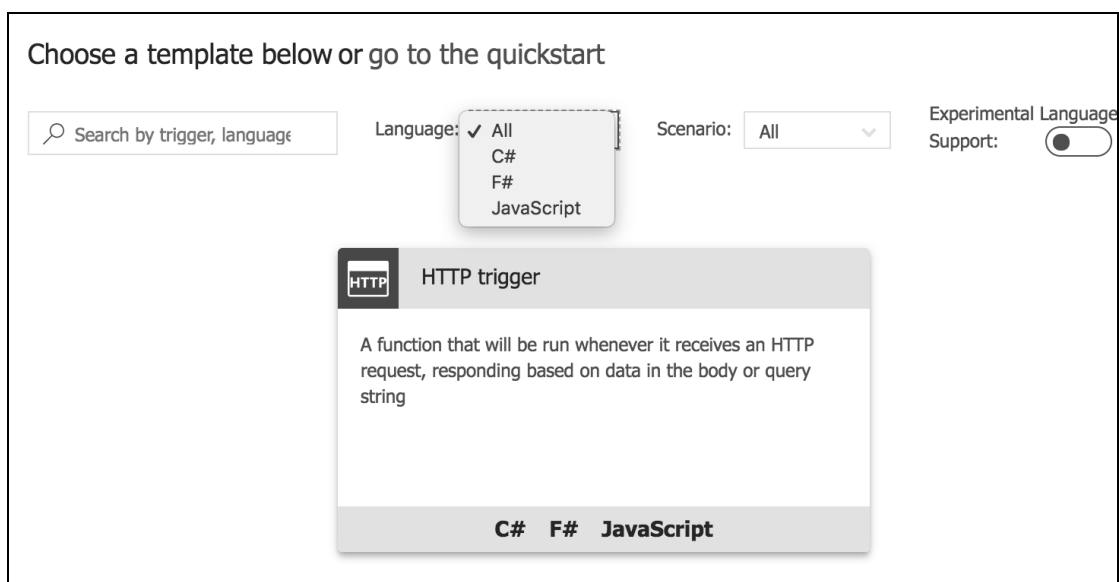 Choose a template below or go to the quickstart
Search by trigger, language
Language:
✓ All
C#
F#
JavaScript
Scenario:
All
Experimental Language
Support:
HTTP
HTTP trigger
A function that will be run whenever it receives an HTTP
request, responding based on data in the body or query
string
C# F# JavaScript